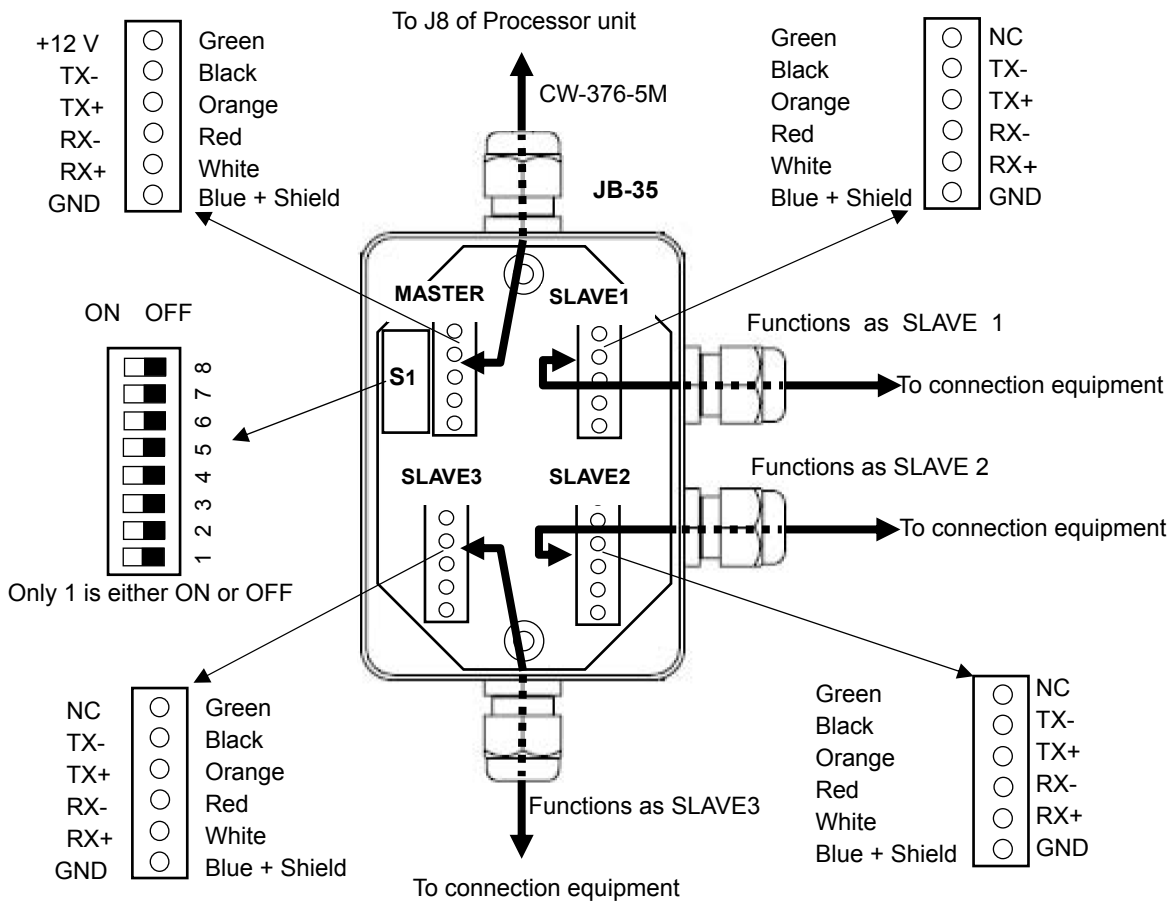 To J8 of Processor unit
CW-376-5M
JB-35
+12 V Green
TX- Black
TX+ Orange
RX- Red
RX+ White
GND Blue + Shield
Green NC
Black TX-
Orange TX+
Red RX-
White RX+
Blue + Shield GND
MASTER
SLAVE1
S1
SLAVE3
SLAVE2
ON OFF
8
7
6
5
4
3
2
1
Only 1 is either ON or OFF
Functions as SLAVE 1
To connection equipment
Functions as SLAVE 2
To connection equipment
NC Green
TX- Black
TX+ Orange
RX- Red
RX+ White
GND Blue + Shield
Functions as SLAVE3
To connection equipment
Green NC
Black TX-
Orange TX+
Red RX-
White RX+
Blue + Shield GND